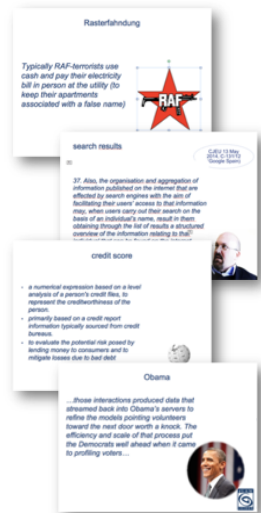 Rasterfahndung
Typically RAF-terrorists use
cash and pay their electricity
bill in person at the utility (to
keep their apartments
associated with a false name)
RAF
search results
CJEU 13 May
2014, C-131/12
'Google Spain)
37. Also, the organisation and aggregation of
information published on the internet that are
effected by search engines with the aim of
facilitating their users' access to that information
may, when users carry out their search on the
basis of an individual's name, result in them
obtaining through the list of results a structured
overview of the information relating to that
credit score
• a numerical expression based on a level
analysis of a person's credit files, to
represent the creditworthiness of the
person.
• primarily based on a credit report
information typically sourced from credit
bureaus.
• to evaluate the potential risk posed by
lending money to consumers and to
mitigate losses due to bad debt
Obama
…those interactions produced data that
streamed back into Obama's servers to
refine the models pointing volunteers
toward the next door worth a knock. The
efficiency and scale of that process put
the Democrats well ahead when it came
to profiling voters…